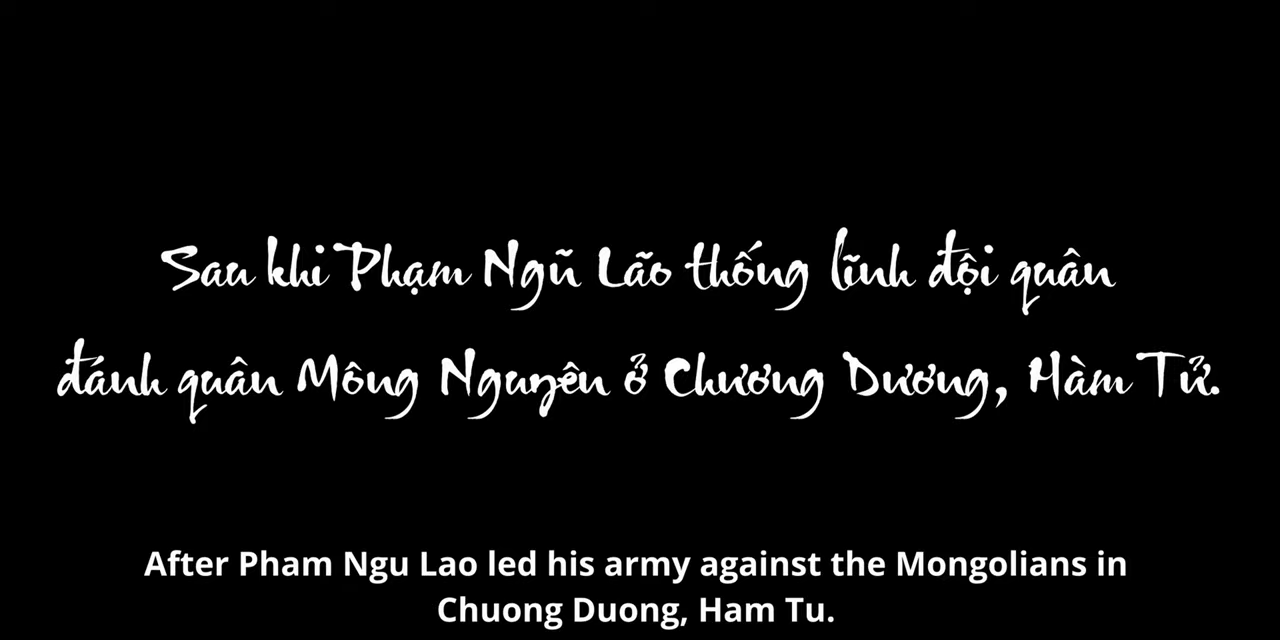 Sau khi Phạm Ngũ Lão thống lĩnh đội quân
đánh quân Mông Nguyên ở Chương Dương, Hàm Tử.
After Pham Ngu Lao led his army against the Mongolians in
Chuong Duong, Ham Tu.